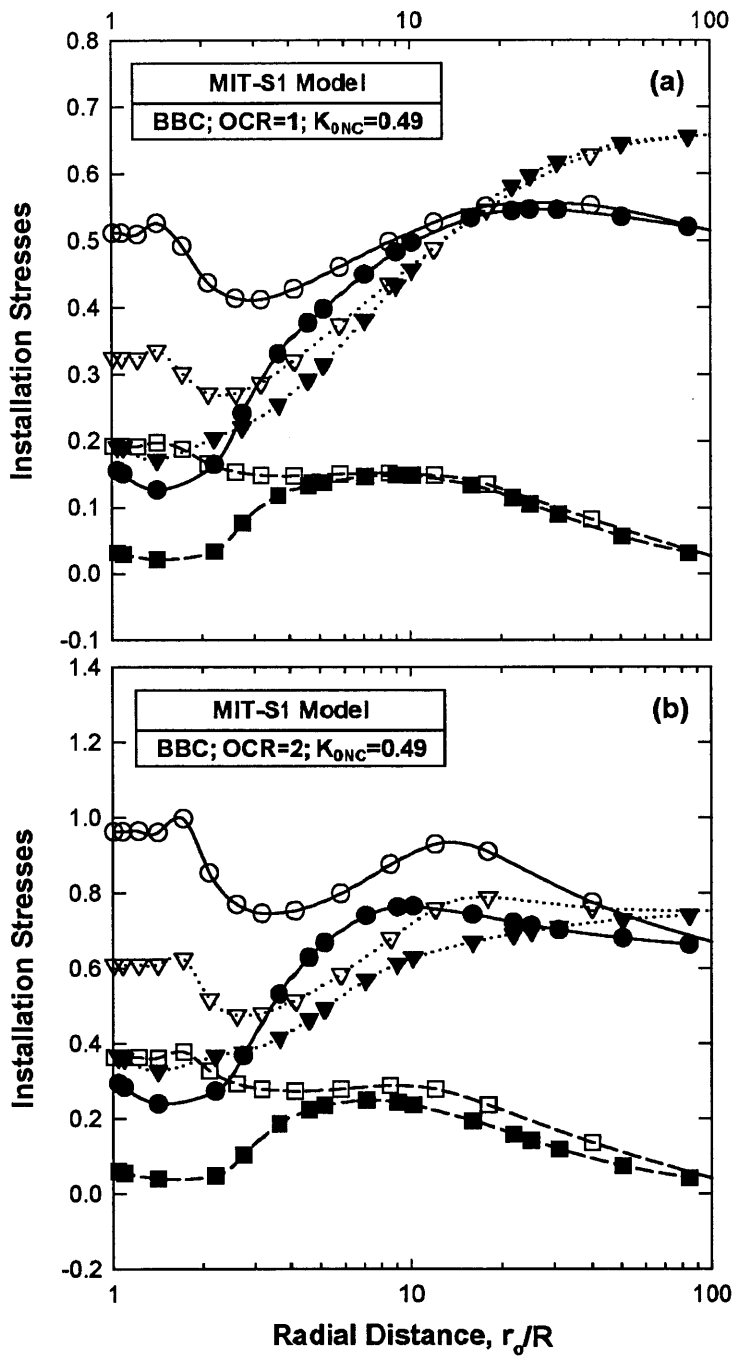 1 10 100
0.8
(a)
MIT-S1 Model
BBC; OCR=1; K0NC=0.49
0.7
0.6
0.5
0.4
0.3
0.2
0.1
0.0
-0.1
Installation Stresses
1.4
(b)
MIT-S1 Model
BBC; OCR=2; K0NC=0.49
1.2
1.0
0.8
0.6
0.4
0.2
0.0
-0.2
Installation Stresses
1 10 100
Radial Distance, r₀/R